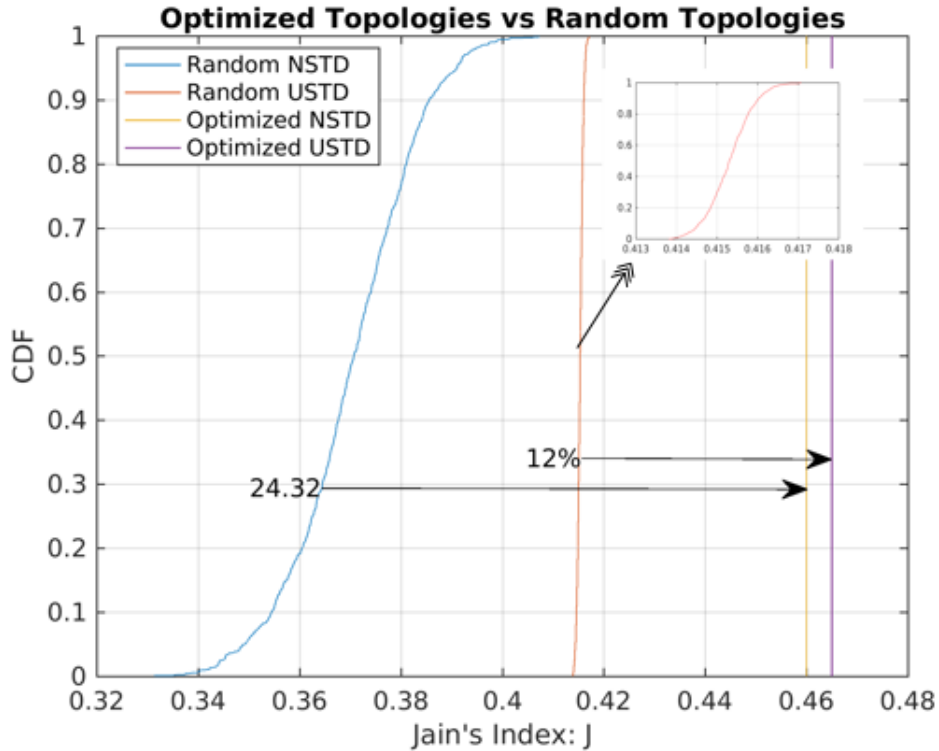 Optimized Topologies vs Random Topologies
1
0.9
0.8
0.7
0.6
0.5
0.4
0.3
0.2
0.1
0
CDF
Random NSTD
Random USTD
Optimized NSTD
Optimized USTD
1
0.8
0.6
0.4
0.2
0
0.413 0.414 0.415 0.416 0.417 0.418
12%
24.32
0.32 0.34 0.36 0.38 0.4 0.42 0.44 0.46 0.48
Jain's Index: J